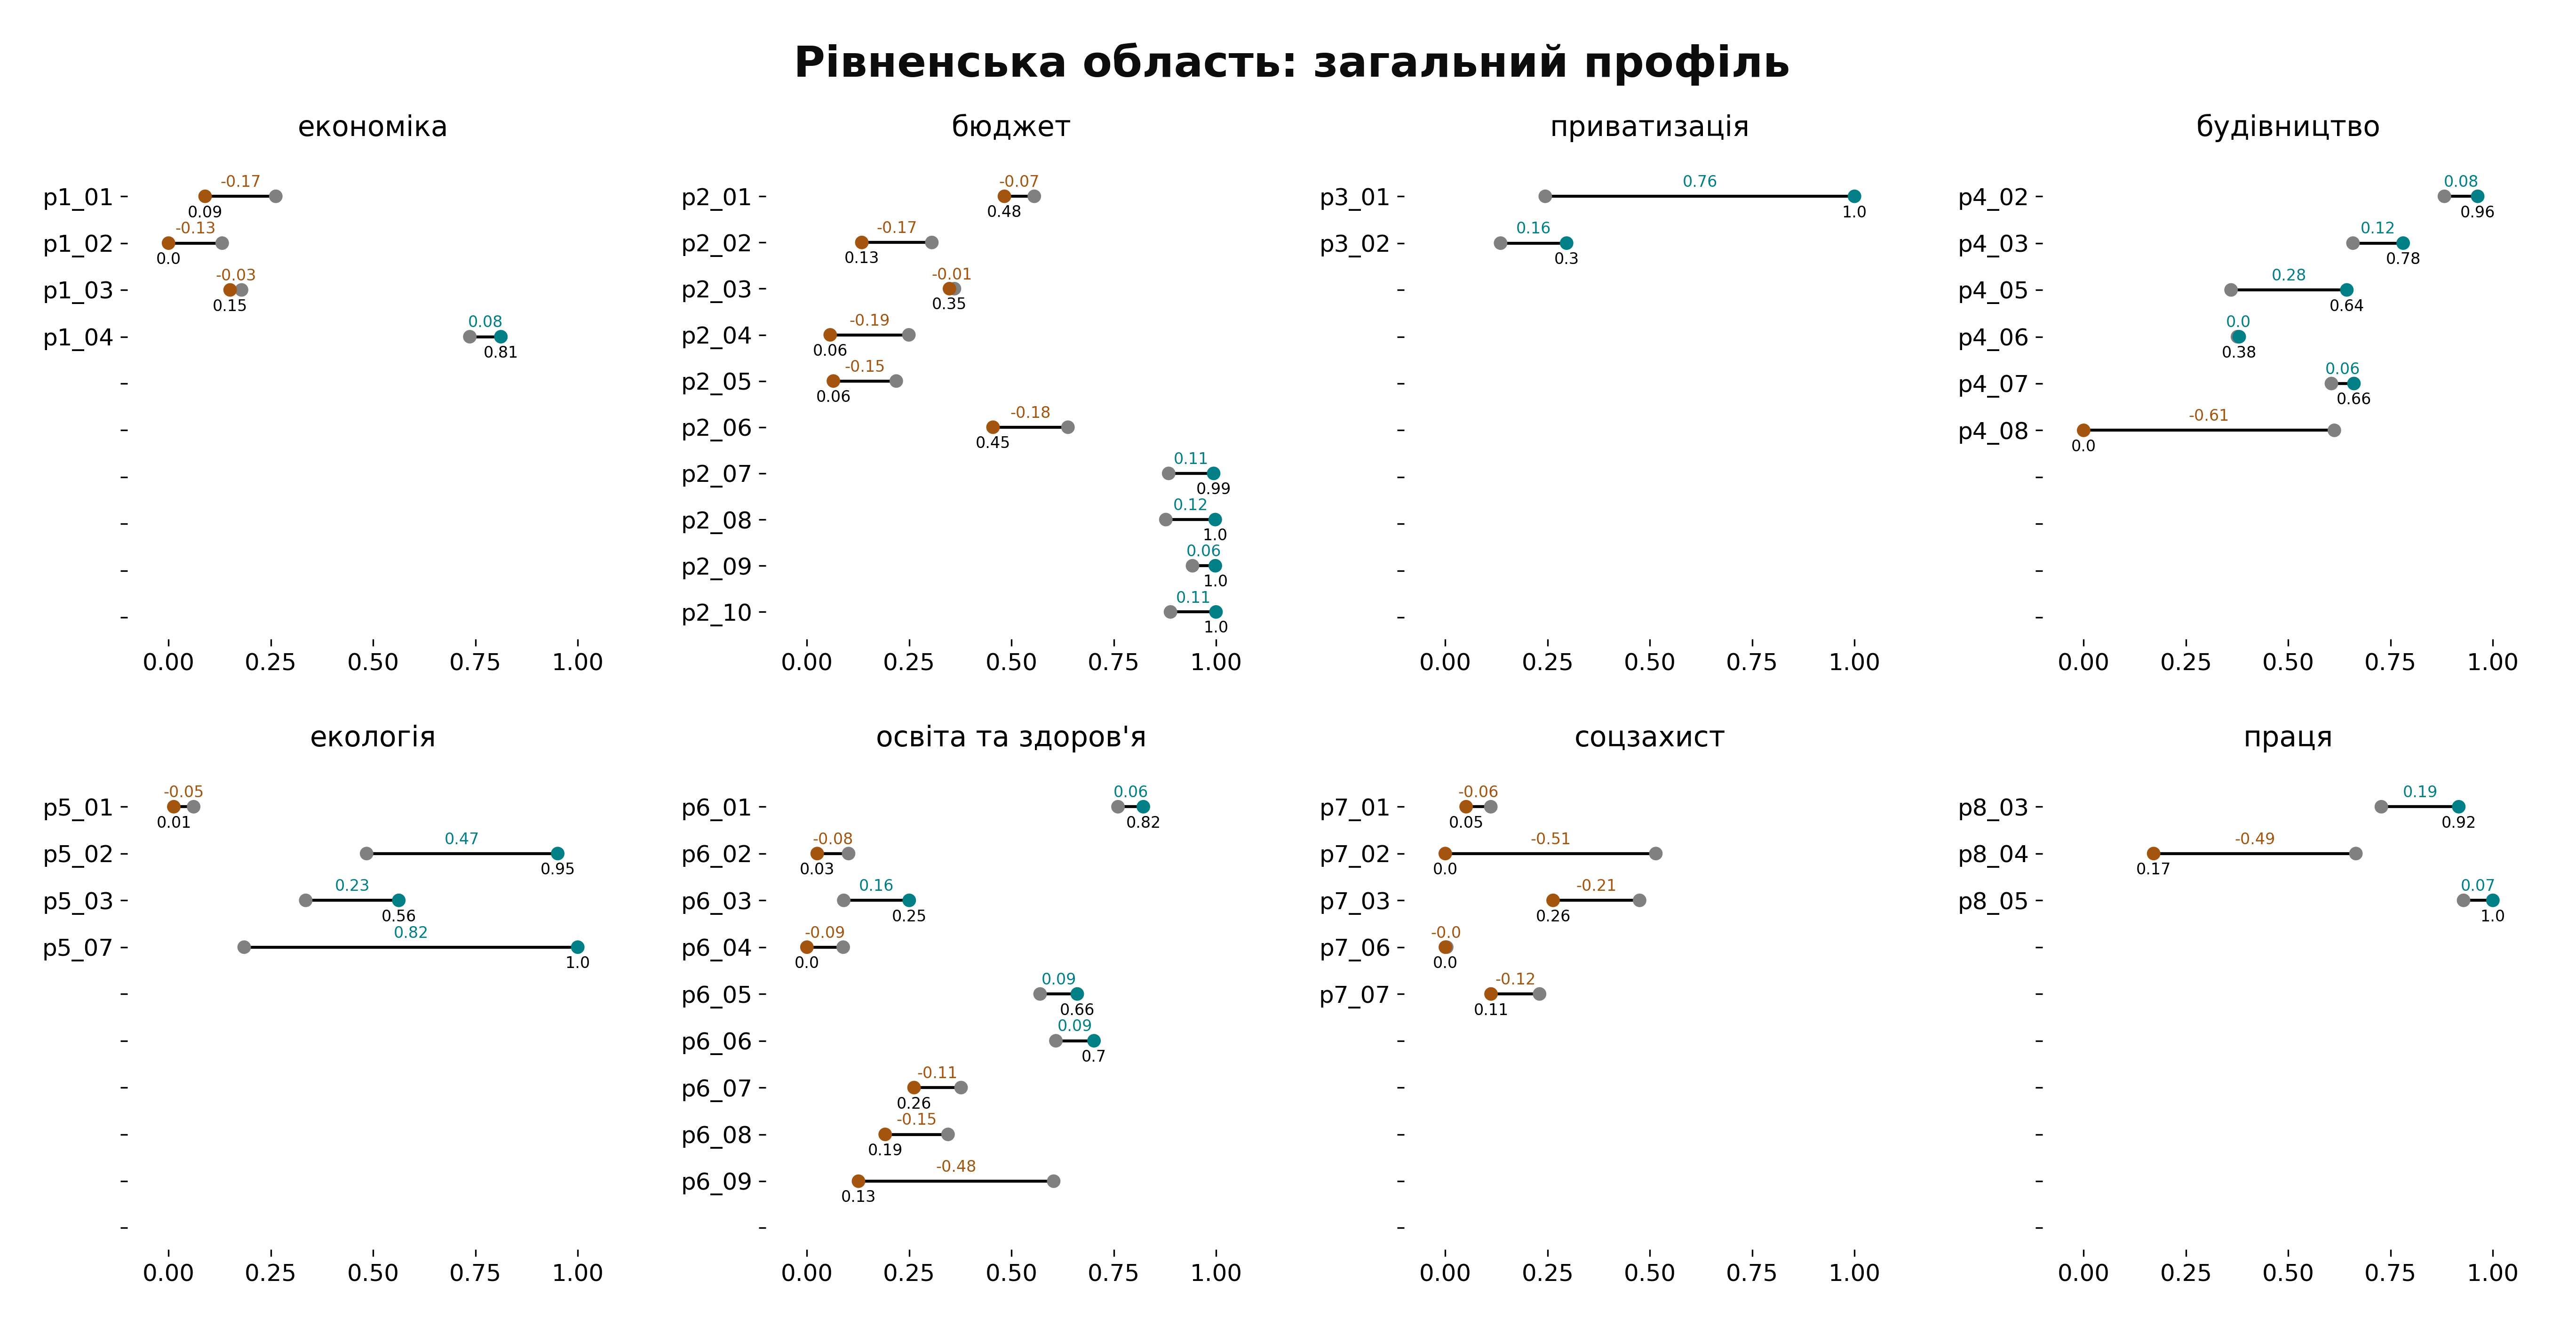 Рівненська область: загальний профіль
економіка
p1_01
-0.17
0.09
p1_02
-0.13
0.0
p1_03
-0.03
0.15
p1_04
0.08
0.81
0.00 0.25 0.50 0.75 1.00
бюджет
p2_01
-0.07
0.48
p2_02
-0.17
0.13
p2_03
-0.01
0.35
p2_04
-0.19
0.06
p2_05
-0.15
0.06
p2_06
-0.18
0.45
p2_07
0.11
0.99
p2_08
0.12
1.0
p2_09
0.06
1.0
p2_10
0.11
1.0
0.00 0.25 0.50 0.75 1.00
приватизація
p3_01
0.76
1.0
p3_02
0.16
0.3
0.00 0.25 0.50 0.75 1.00
будівництво
p4_02
0.08
0.96
p4_03
0.12
0.78
p4_05
0.28
0.64
p4_06
0.0
0.38
p4_07
0.06
0.66
p4_08
-0.61
0.0
0.00 0.25 0.50 0.75 1.00
екологія
p5_01
-0.05
0.01
p5_02
0.47
0.95
p5_03
0.23
0.56
p5_07
0.82
1.0
0.00 0.25 0.50 0.75 1.00
освіта та здоров'я
p6_01
0.06
0.82
p6_02
-0.08
0.03
p6_03
0.16
0.25
p6_04
-0.09
0.0
p6_05
0.09
0.66
p6_06
0.09
0.7
p6_07
-0.11
0.26
p6_08
-0.15
0.19
p6_09
-0.48
0.13
0.00 0.25 0.50 0.75 1.00
соцзахист
p7_01
-0.06
0.05
p7_02
-0.51
0.0
p7_03
-0.21
0.26
p7_06
-0.0
0.0
p7_07
-0.12
0.11
0.00 0.25 0.50 0.75 1.00
праця
p8_03
0.19
0.92
p8_04
-0.49
0.17
p8_05
0.07
1.0
0.00 0.25 0.50 0.75 1.00